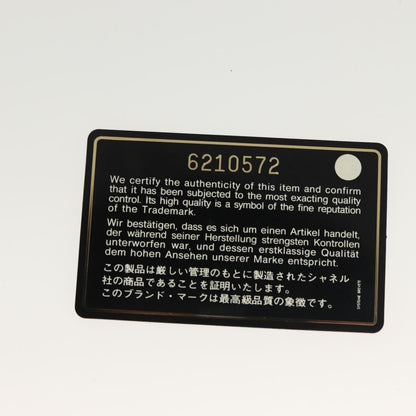 6210572
We certify the authenticity of this item and confirm
that it has been subjected to the most exacting quality
control. Its high quality is a symbol of the fine reputation
of the Trademark.
Wir bestätigen, dass es sich um einen Artikel handelt,
der während seiner Herstellung strengsten Kontrollen
unterworfen war, und dessen erstklassige Qualität
dem hohen Ansehen unserer Marke entspricht.
この製品は厳しい管理のもとに製造されたシャネル
社の商品であることを証明いたします。
このブランド・マークは最高級品質の象徴です。